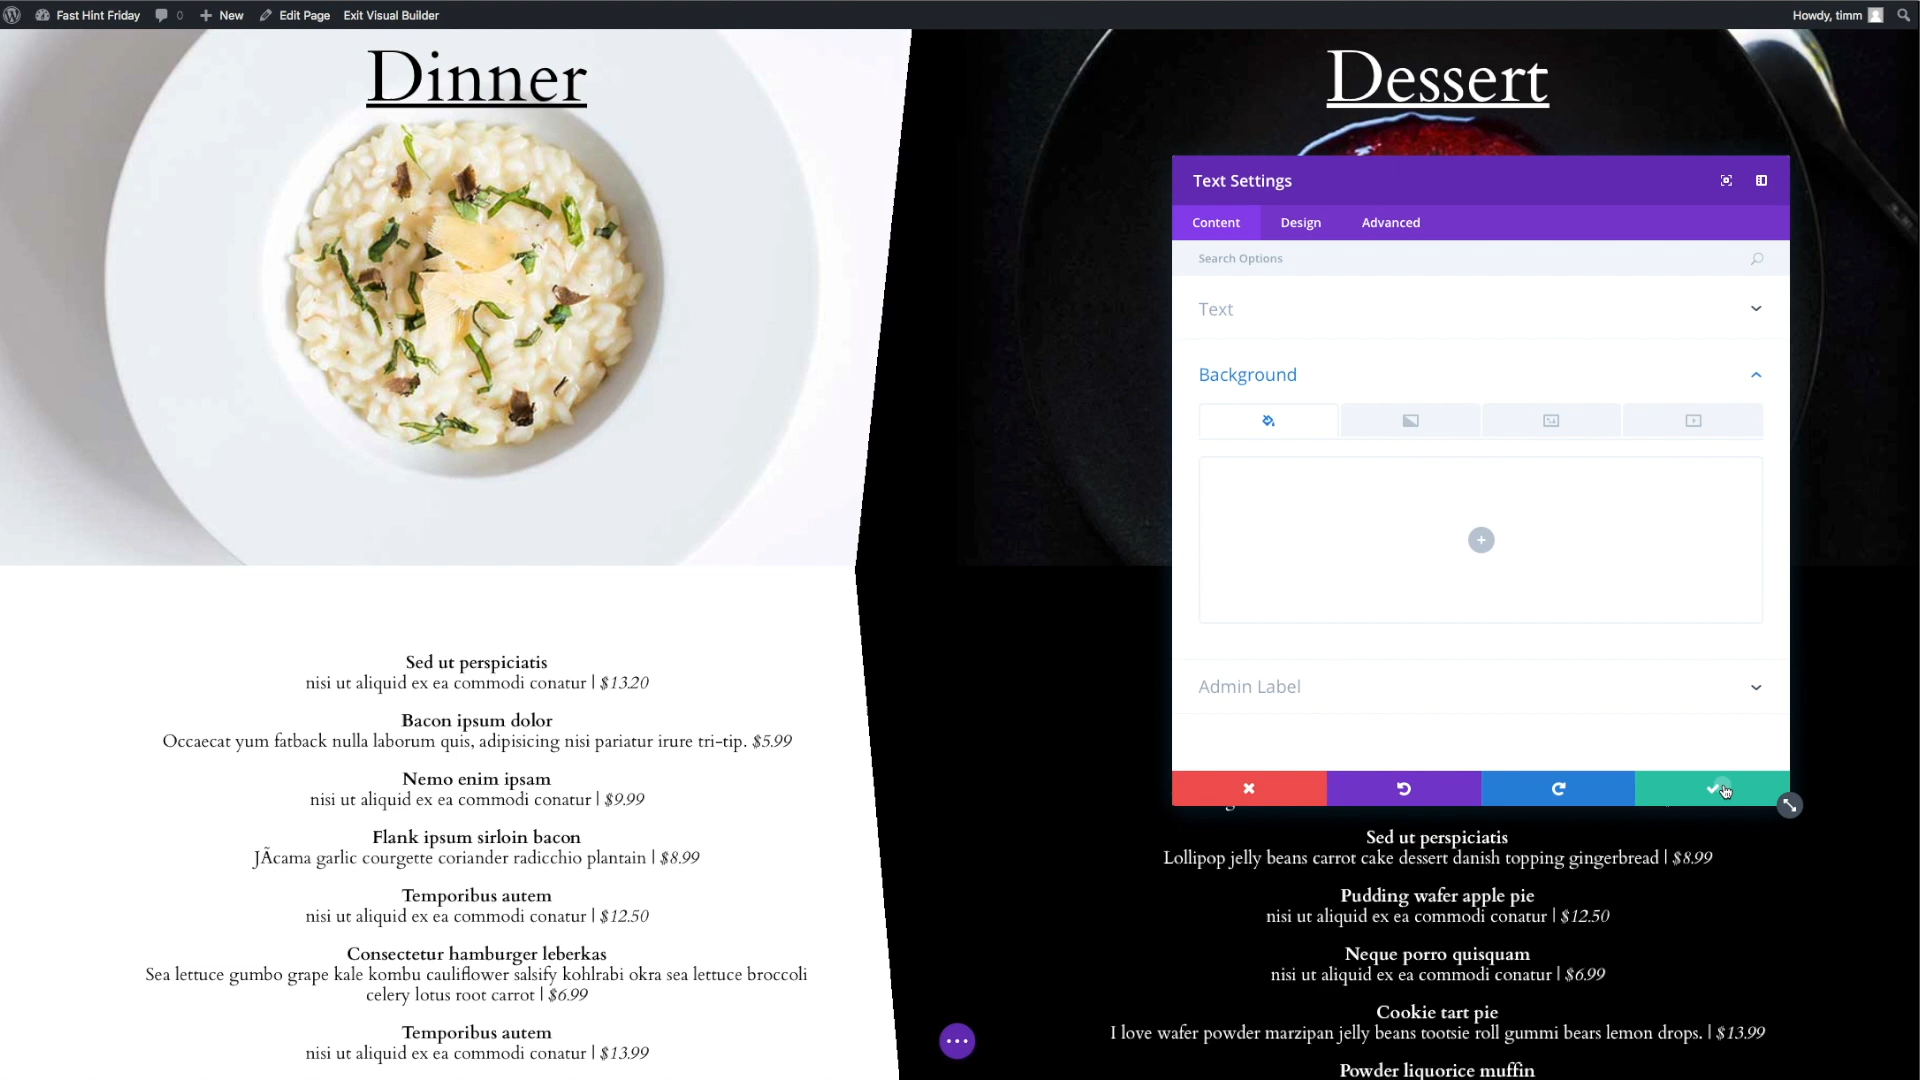 Fast Hint Friday
0
New
Edit Page
Exit Visual Builder
Howdy, timm
Dinner
Dessert
Text Settings
Content
Design
Advanced
Search Options
Text
Background
Admin Label
Sed ut perspiciatis
nisi ut aliquid ex ea commodi conatur | $13.20
Bacon ipsum dolor
Occaecat yum fatback nulla laborum quis, adipisicing nisi pariatur irure tri-tip. $5.99
Nemo enim ipsam
nisi ut aliquid ex ea commodi conatur | $9.99
Flank ipsum sirloin bacon
JÃcama garlic courgette coriander radicchio plantain | $8.99
Temporibus autem
nisi ut aliquid ex ea commodi conatur | $12.50
Consectetur hamburger leberkas
Sea lettuce gumbo grape kale kombu cauliflower salsify kohlrabi okra sea lettuce broccoli
celery lotus root carrot | $6.99
Temporibus autem
nisi ut aliquid ex ea commodi conatur | $13.99
Sed ut perspiciatis
Lollipop jelly beans carrot cake dessert danish topping gingerbread | $8.99
Pudding wafer apple pie
nisi ut aliquid ex ea commodi conatur | $12.50
Neque porro quisquam
nisi ut aliquid ex ea commodi conatur | $6.99
Cookie tart pie
I love wafer powder marzipan jelly beans tootsie roll gummi bears lemon drops. | $13.99
Powder liquorice muffin